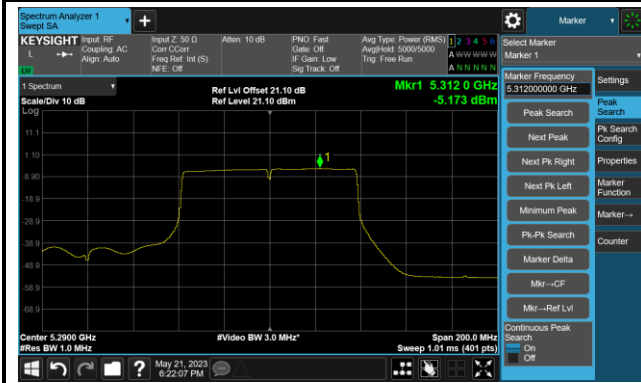 Spectrum Analyzer 1
Swept SA
+
Marker
KEYSIGHT
L
LXI
Input: RF
Coupling: AC
Align: Auto
Input Z: 50 Ω
Corr CCorr
Freq Ref: Int (S)
NFE: Off
Atten: 10 dB
PNO: Fast
Gate: Off
IF Gain: Low
Sig Track: Off
Avg Type: Power (RMS)
Avg|Hold: 5000/5000
Trig: Free Run
1 2 3 4 5 6
A W W W W W
A N N N N N
Select Marker
Marker 1
1 Spectrum
Scale/Div 10 dB
Log
Ref Lvl Offset 21.10 dB
Ref Level 21.10 dBm
Mkr1 5.312 0 GHz
-5.173 dBm
11.1
1.10
-8.90
-18.9
-28.9
-38.9
-48.9
-58.9
-68.9
1
Center 5.2900 GHz
#Res BW 1.0 MHz
#Video BW 3.0 MHz*
Span 200.0 MHz
Sweep 1.01 ms (401 pts)
Marker Frequency
5.312000000 GHz
Peak Search
Next Peak
Next Pk Right
Next Pk Left
Minimum Peak
Pk-Pk Search
Marker Delta
Mkr→CF
Mkr→Ref Lvl
Continuous Peak
Search
On
Off
Settings
Peak
Search
Pk Search
Config
Properties
Marker
Function
Marker→
Counter
?
May 21, 2023
6:22:07 PM